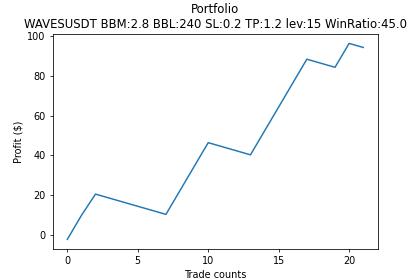 Portfolio
WAVESUSDT BBM:2.8 BBL:240 SL:0.2 TP:1.2 lev:15 WinRatio:45.0
100
80
60
40
20
0
Profit ($)
0 5 10 15 20
Trade counts